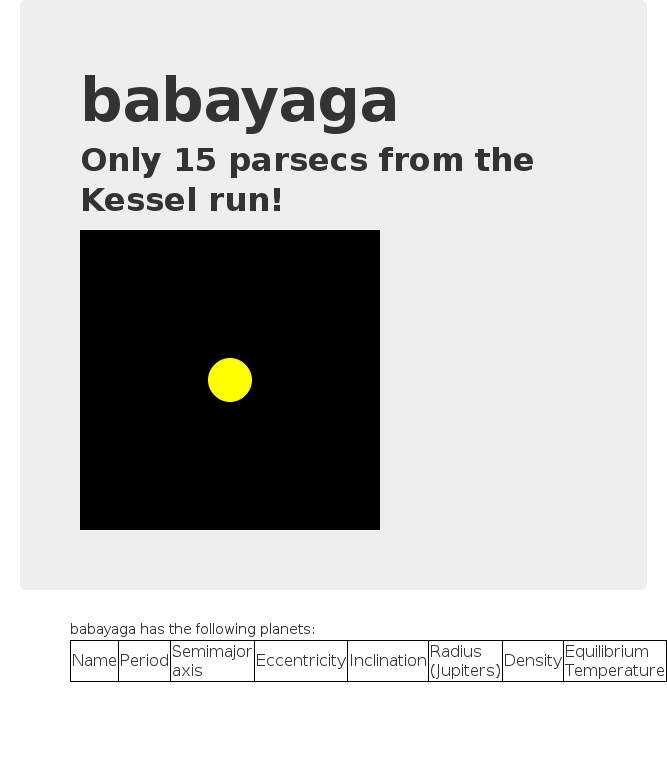 babayaga
Only 15 parsecs from the
Kessel run!
babayaga has the following planets:
Name Period Semimajor axis Eccentricity Inclination Radius (Jupiters) Density Equilibrium Temperature